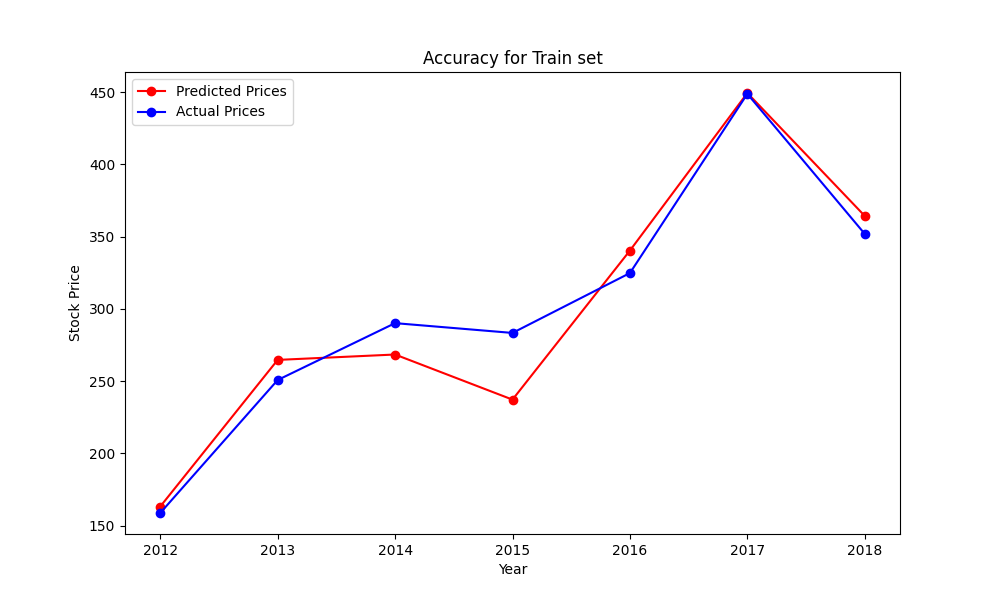 Accuracy for Train set
Predicted Prices
Actual Prices
450
400
350
300
250
200
150
Stock Price
2012 2013 2014 2015 2016 2017 2018
Year